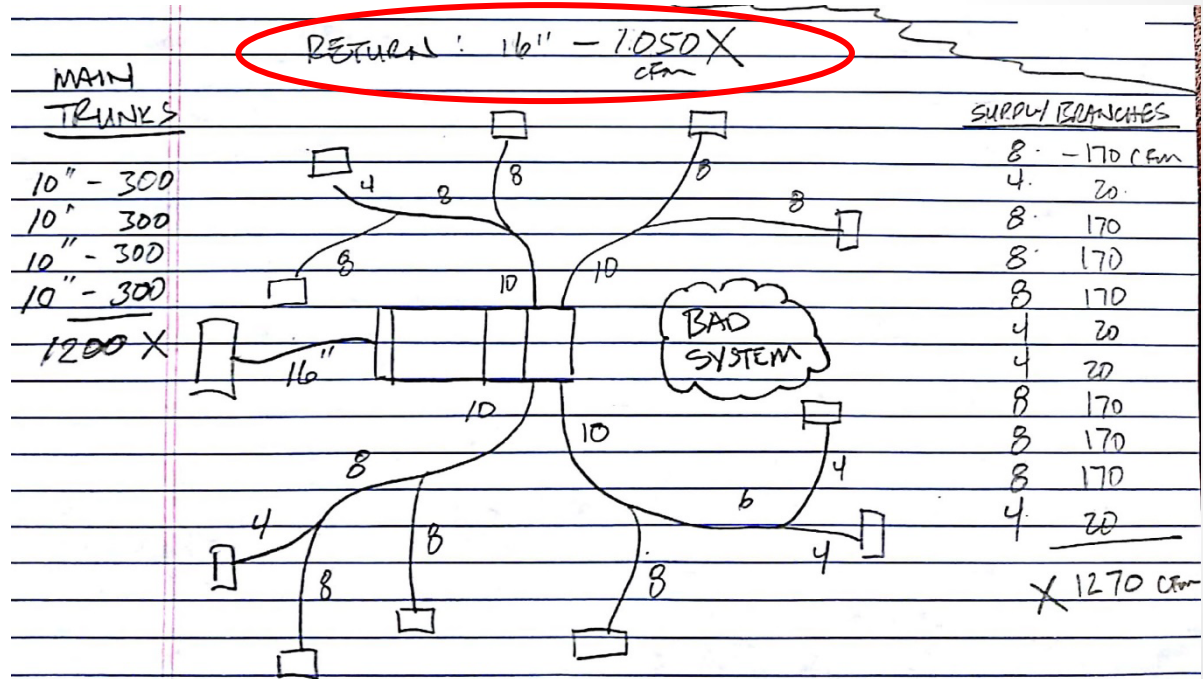 RETURN: 16" - 1050 X
CFM
MAIN
TRUNKS
10" - 300
10" 300
10" - 300
10" - 300
1200 X
SUPPLY BRANCHES
8. - 170 CFM
4. 20.
8. 170
8. 170
8 170
4 20
4 20
8 170
8 170
8 170
4. 20
X 1270 CFM
4
8
8
8
8
8
10
10
16"
BAD
SYSTEM
10
10
8
4
8
8
6
4
4
8